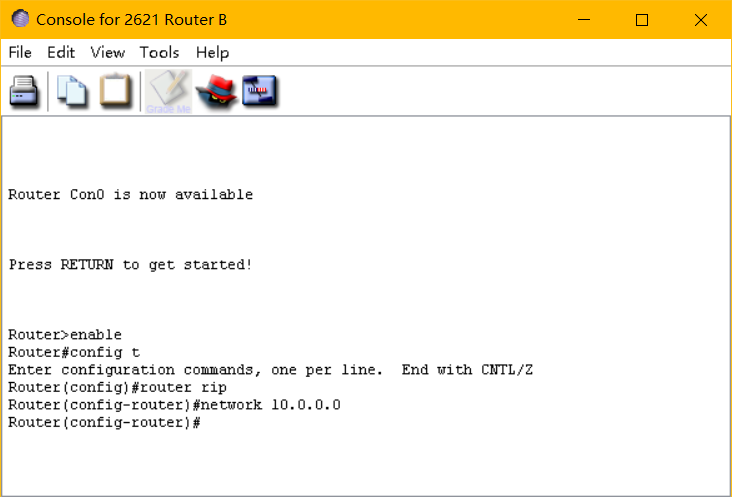 Console for 2621 Router B
File Edit View Tools Help
Grade Me
Router Con0 is now available
Press RETURN to get started!
Router>enable
Router#config t
Enter configuration commands, one per line.  End with CNTL/Z
Router(config)#router rip
Router(config-router)#network 10.0.0.0
Router(config-router)#